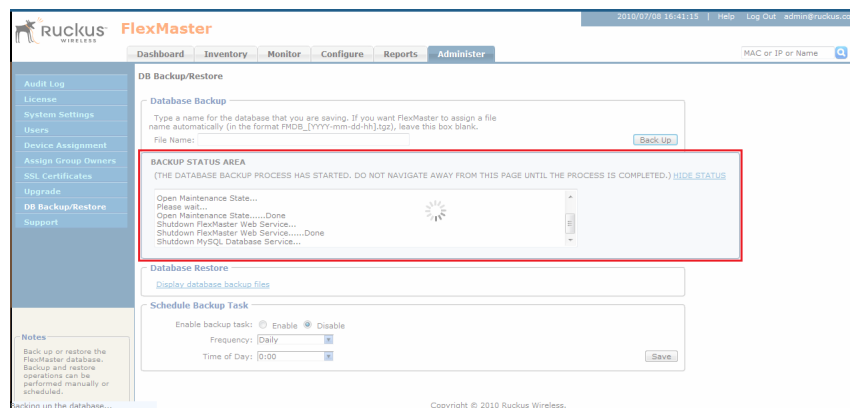 2010/07/08 16:41:15 | Help Log Out admin@ruckus.co
RUCKUS WIRELESS FlexMaster
Dashboard Inventory Monitor Configure Reports Administer
MAC or IP or Name
Audit Log
License
System Settings
Users
Device Assignment
Assign Group Owners
SSL Certificates
Upgrade
DB Backup/Restore
Support
Notes
Back up or restore the
FlexMaster database.
Backup and restore
operations can be
performed manually or
scheduled.
DB Backup/Restore
Database Backup
Type a name for the database that you are saving. If you want FlexMaster to assign a file
name automatically (in the format FMDB_[YYYY-mm-dd-hh].tgz), leave this box blank.
File Name:
Back Up
BACKUP STATUS AREA
(THE DATABASE BACKUP PROCESS HAS STARTED. DO NOT NAVIGATE AWAY FROM THIS PAGE UNTIL THE PROCESS IS COMPLETED.) HIDE STATUS
Open Maintenance State...
Please wait...
Open Maintenance State......Done
Shutdown FlexMaster Web Service...
Shutdown FlexMaster Web Service......Done
Shutdown MySQL Database Service...
Database Restore
Display database backup files
Schedule Backup Task
Enable backup task: Enable Disable
Frequency: Daily
Time of Day: 0:00
Save
Backing up the database...
Copyright © 2010 Ruckus Wireless.